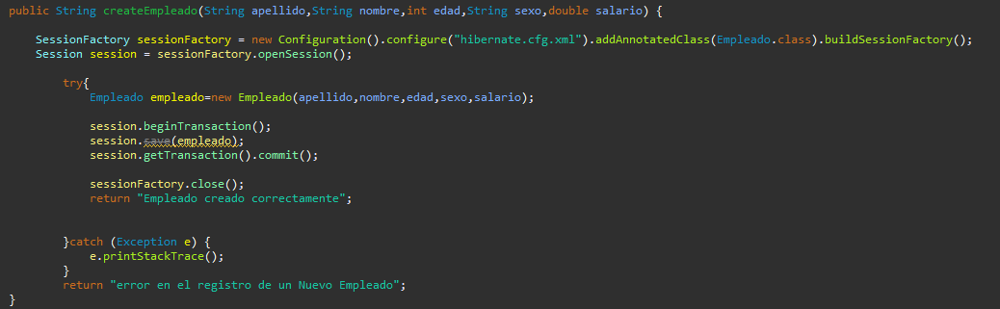 public String createEmpleado(String apellido,String nombre,int edad,String sexo,double salario) {
SessionFactory sessionFactory = new Configuration().configure("hibernate.cfg.xml").addAnnotatedClass(Empleado.class).buildSessionFactory();
Session session = sessionFactory.openSession();
try{
Empleado empleado=new Empleado(apellido,nombre,edad,sexo,salario);
session.beginTransaction();
session.save(empleado);
session.getTransaction().commit();
sessionFactory.close();
return "Empleado creado correctamente";
}catch (Exception e) {
e.printStackTrace();
}
return "error en el registro de un Nuevo Empleado";
}